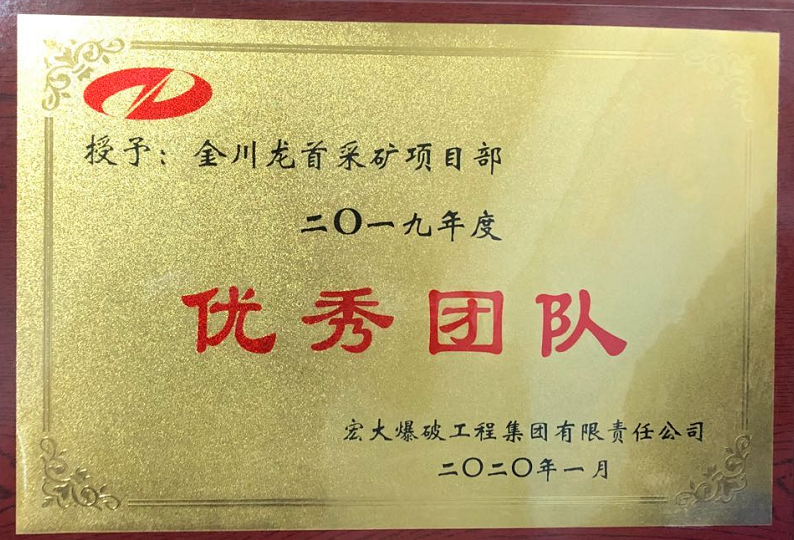 授予：金川龙首采矿项目部
二〇一九年度
优秀团队
宏大爆破工程集团有限责任公司
二〇二〇年一月